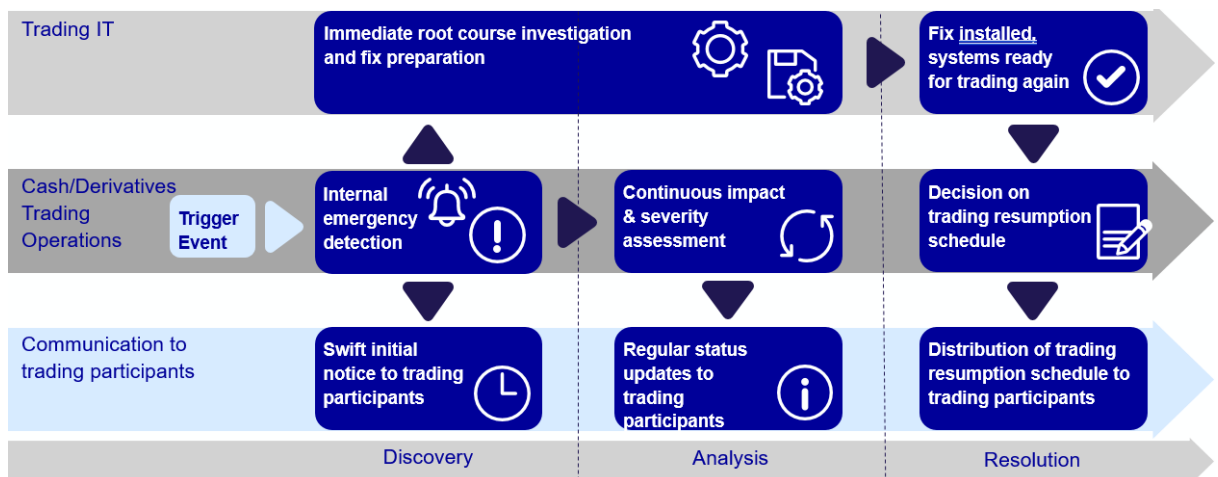 Trading IT
Immediate root course investigation
and fix preparation
Fix installed,
systems ready
for trading again
Cash/Derivatives
Trading
Operations
Trigger
Event
Internal
emergency
detection
Continuous impact
& severity
assessment
Decision on
trading resumption
schedule
Communication to
trading participants
Swift initial
notice to trading
participants
Regular status
updates to
trading
participants
Distribution of trading
resumption schedule to
trading participants
Discovery
Analysis
Resolution